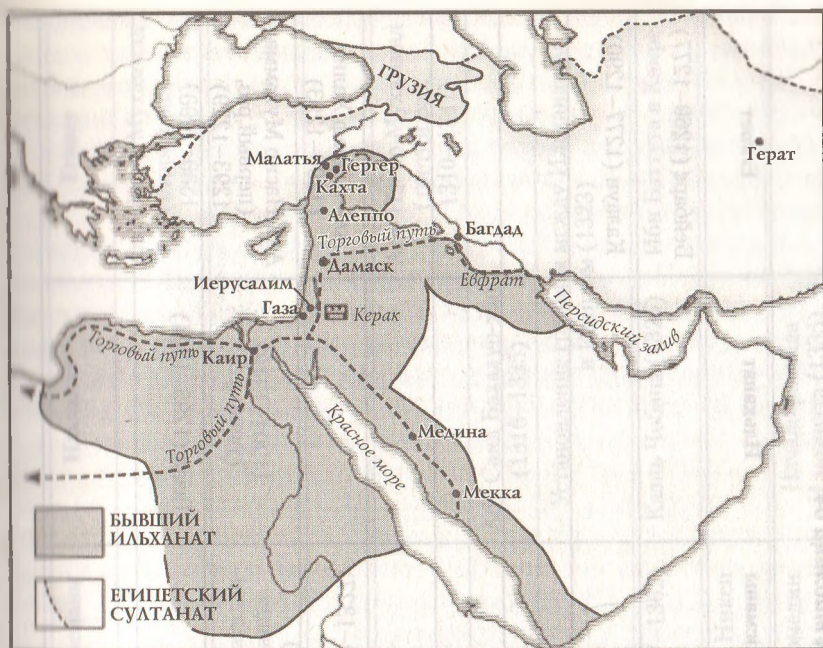 ГРУЗИЯ
Герат
Малатья
Гергер
Кахта
Алеппо
Торговый путь
Багдад
Дамаск
Евфрат
Иерусалим
Газа
Керак
Персидский залив
Торговый путь
Каир
Торговый путь
Красное море
Медина
Мекка
БЫВШИЙ
ИЛЬХАНАТ
ЕГИПЕТСКИЙ
СУЛТАНАТ